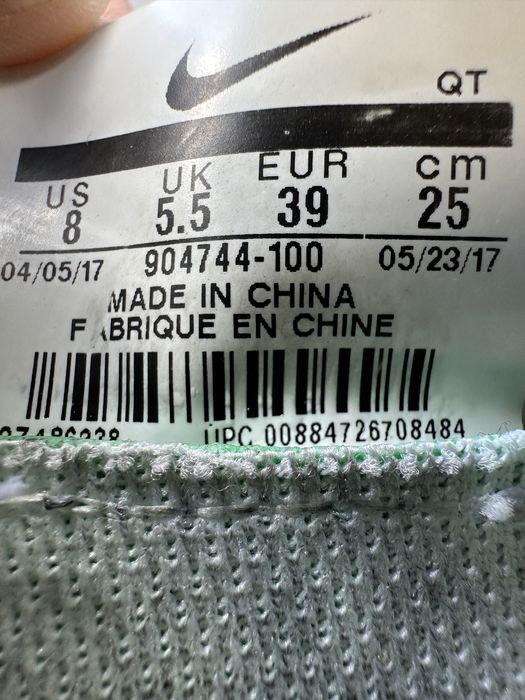 QT
US UK EUR cm
8 5.5 39 25
04/05/17 904744-100 05/23/17
MADE IN CHINA
FABRIQUE EN CHINE
UPC 00884726708484